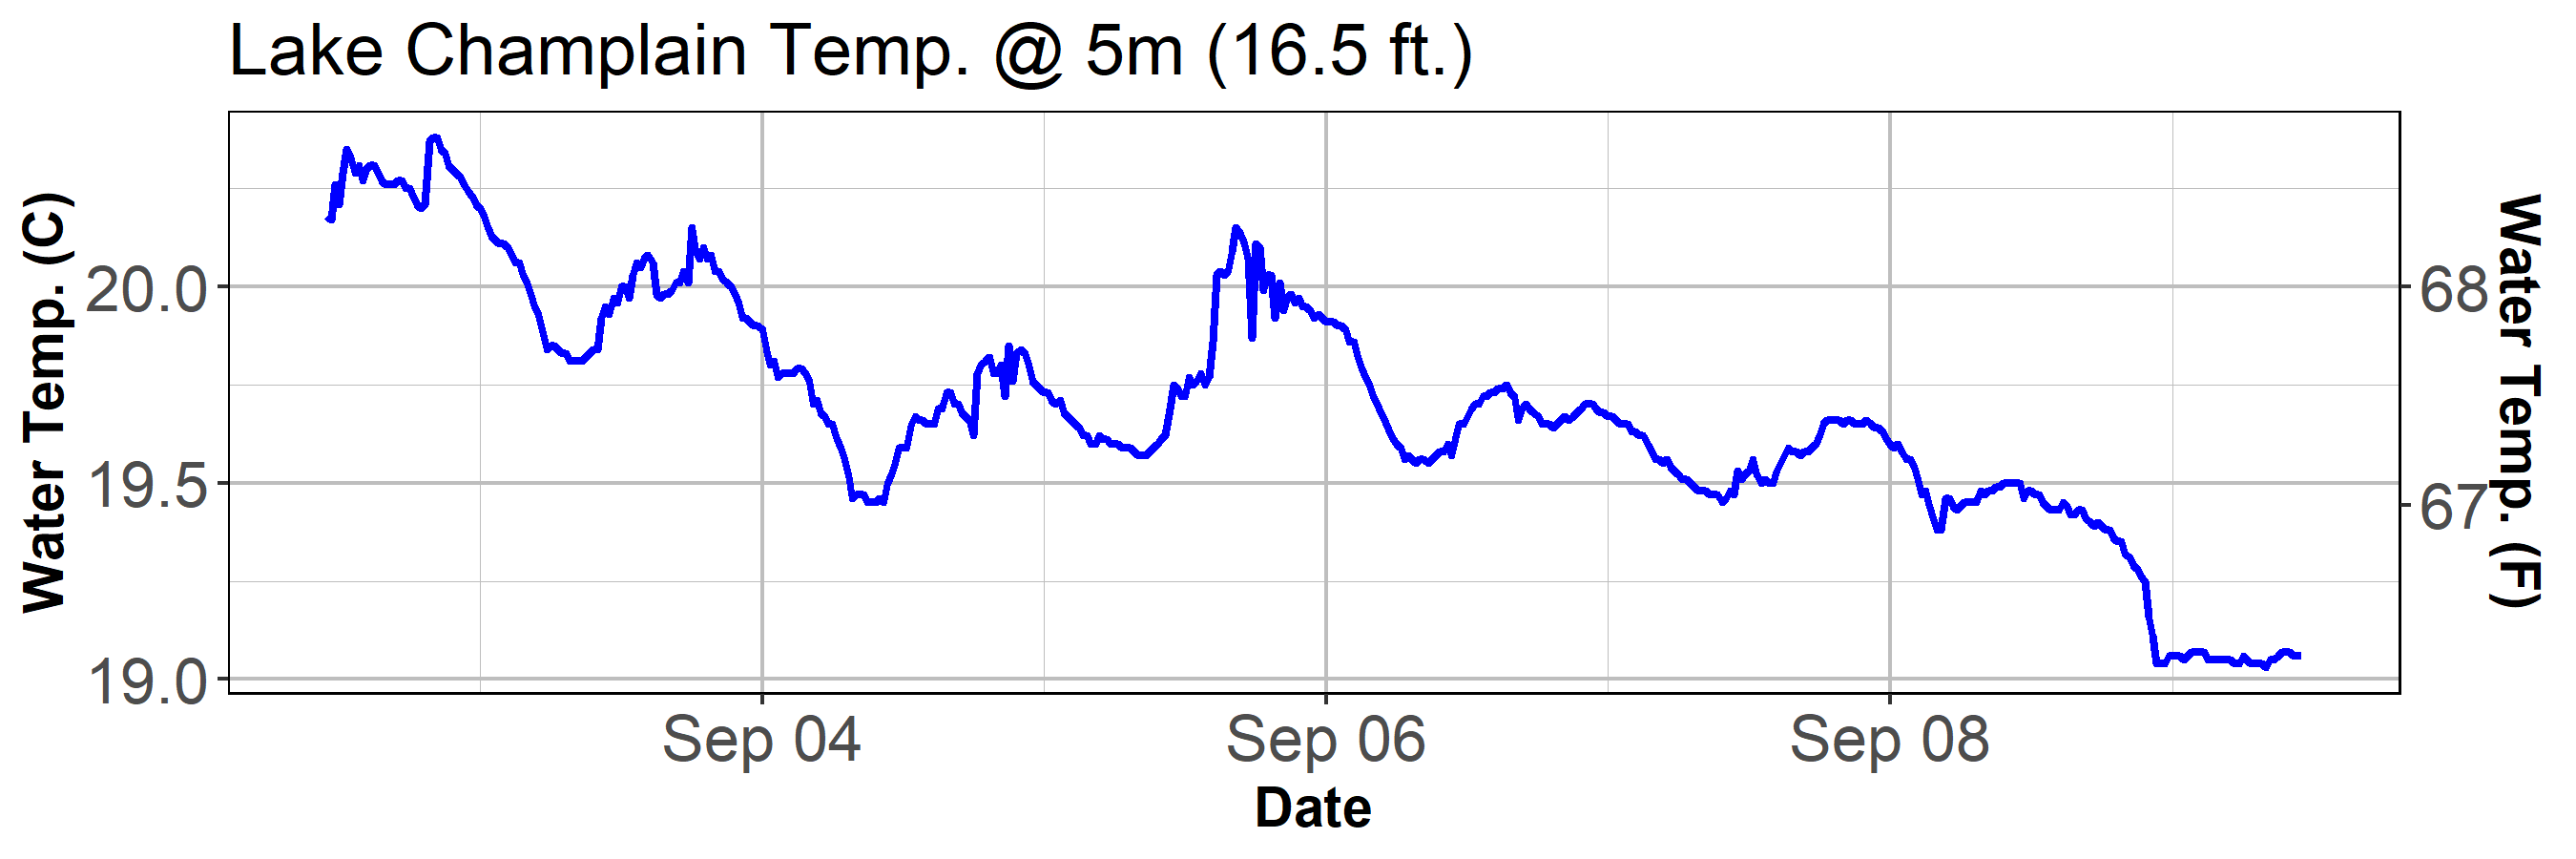 Lake Champlain Temp. @ 5m (16.5 ft.)
Water Temp. (C)
20.0
19.5
19.0
68
67
Water Temp. (F)
Sep 04
Sep 06
Sep 08
Date